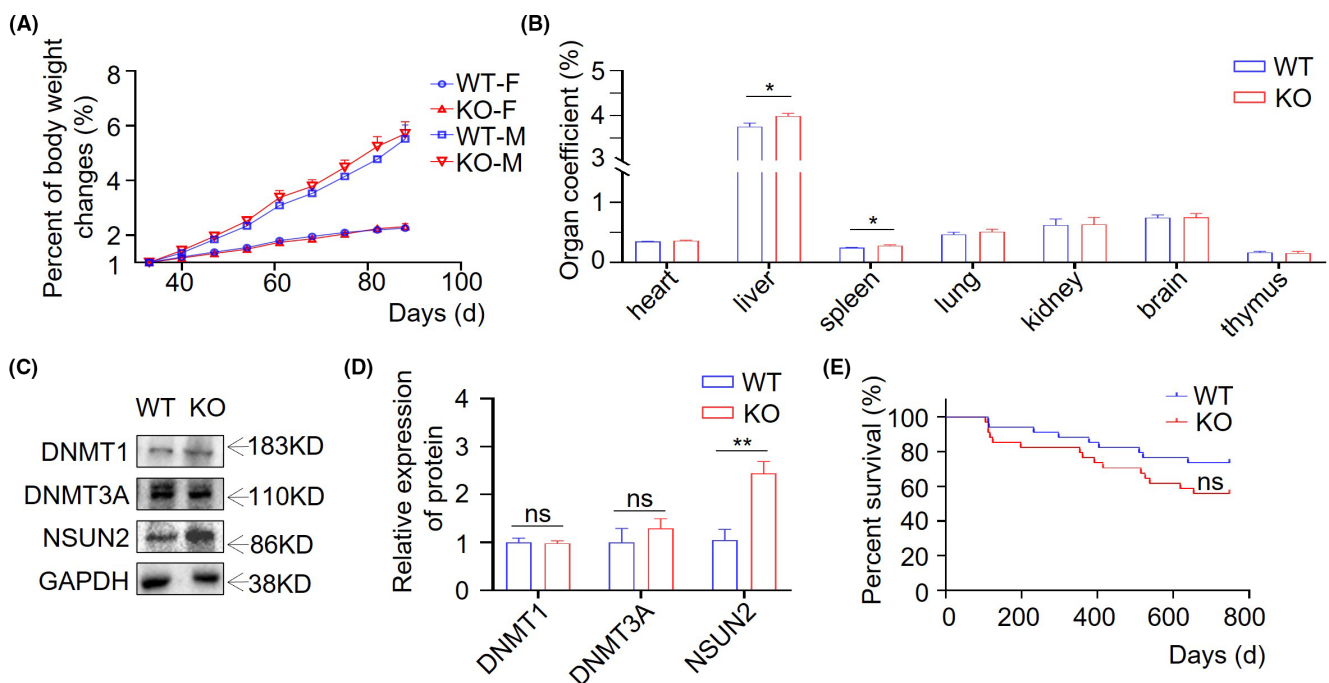 (A)
Percent of body weight
changes (%)
8
6
4
2
1
40
60
80
100
Days (d)
WT-F
KO-F
WT-M
KO-M
(B)
Organ coefficient (%)
5
4
3
1
0
*
*
heart
liver
spleen
lung
kidney
brain
thymus
WT
KO
(C)
WT KO
DNMT1 183KD
DNMT3A 110KD
NSUN2 86KD
GAPDH 38KD
(D)
Relative expression
of protein
4
3
2
1
0
ns
ns
**
DNMT1
DNMT3A
NSUN2
WT
KO
(E)
Percent survival (%)
100
80
60
40
20
0
0
200
400
600
800
Days (d)
WT
KO
ns